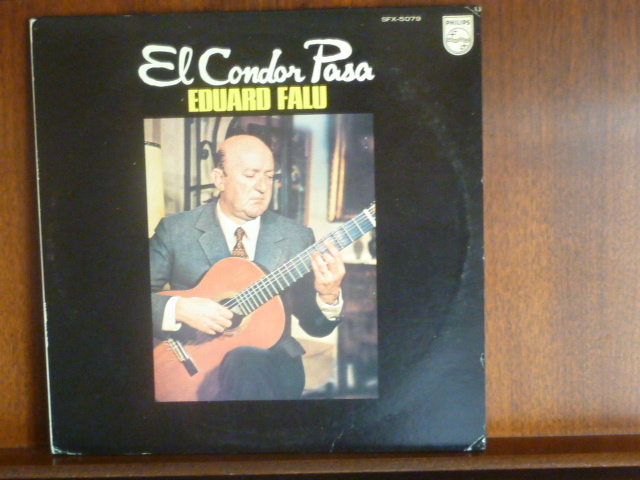 SFX-5079
PHILIPS
El Condor Pasa
EDUARD FALU